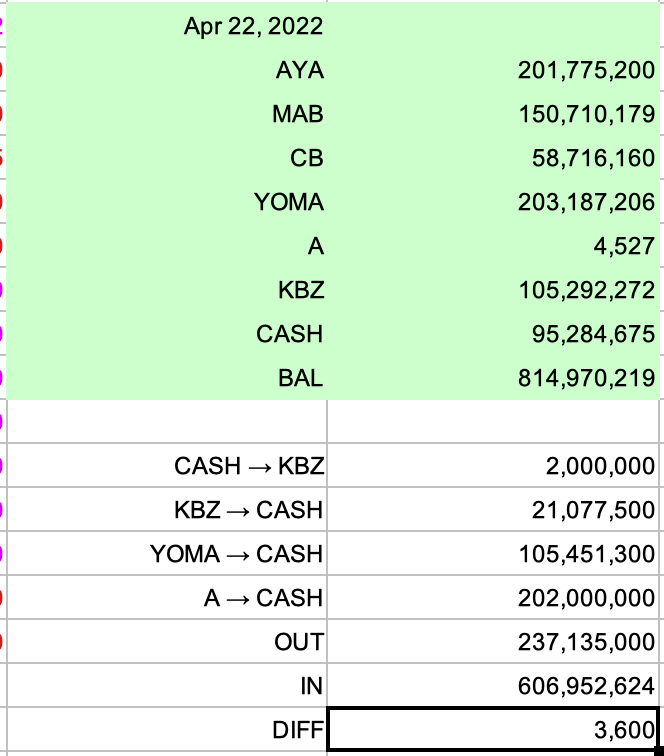 Apr 22, 2022
AYA 201,775,200
MAB 150,710,179
CB 58,716,160
YOMA 203,187,206
A 4,527
KBZ 105,292,272
CASH 95,284,675
BAL 814,970,219
CASH → KBZ 2,000,000
KBZ → CASH 21,077,500
YOMA → CASH 105,451,300
A → CASH 202,000,000
OUT 237,135,000
IN 606,952,624
DIFF 3,600